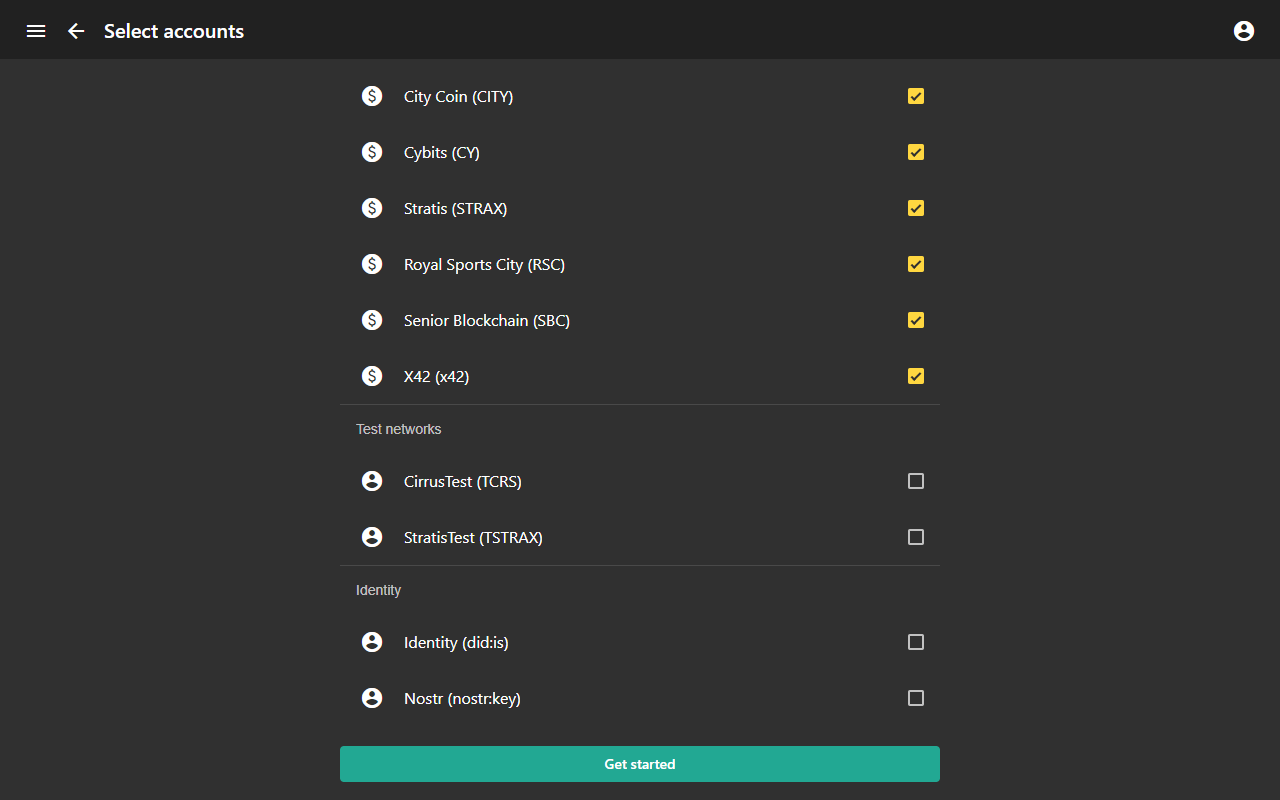 Select accounts
City Coin (CITY)
Cybits (CY)
Stratis (STRAX)
Royal Sports City (RSC)
Senior Blockchain (SBC)
X42 (x42)
Test networks
CirrusTest (TCRS)
StratisTest (TSTRAX)
Identity
Identity (did:is)
Nostr (nostr:key)
Get started